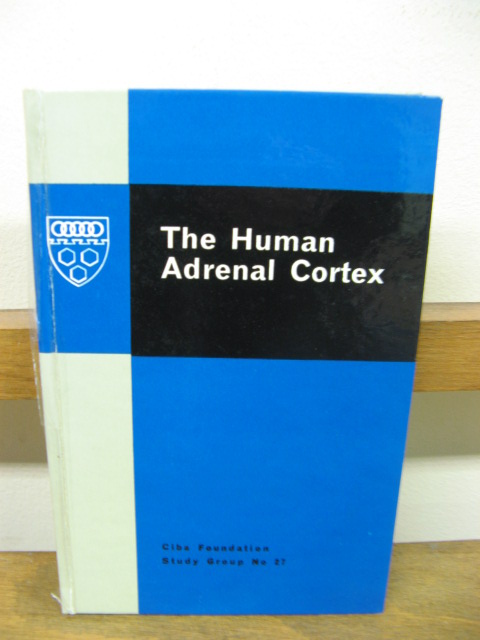 The Human
Adrenal Cortex
Ciba Foundation
Study Group No 27